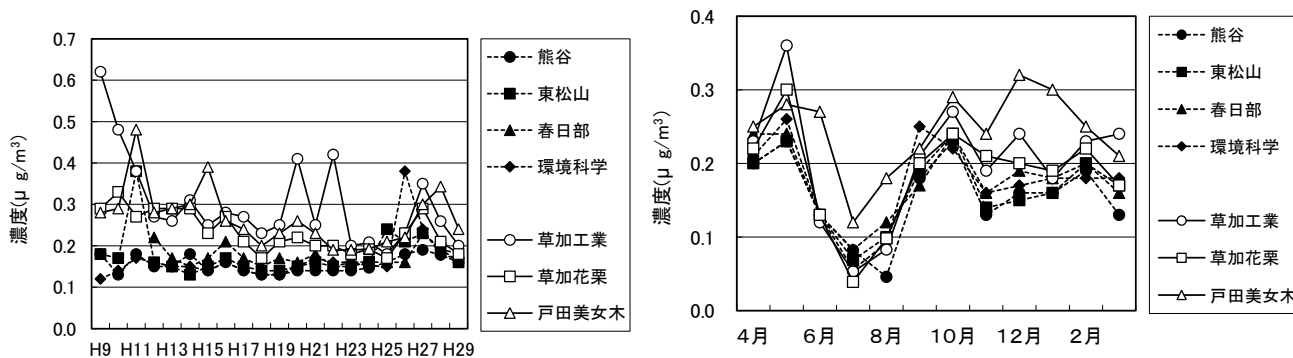 濃度(μ g/m³)
0.7
0.6
0.5
0.4
0.3
0.2
0.1
0.0
H9 H11 H13 H15 H17 H19 H21 H23 H25 H27 H29
熊谷
東松山
春日部
環境科学
草加工業
草加花栗
戸田美女木
濃度(μ g/m³)
0.4
0.3
0.2
0.1
0.0
4月 6月 8月 10月 12月 2月
熊谷
東松山
春日部
環境科学
草加工業
草加花栗
戸田美女木